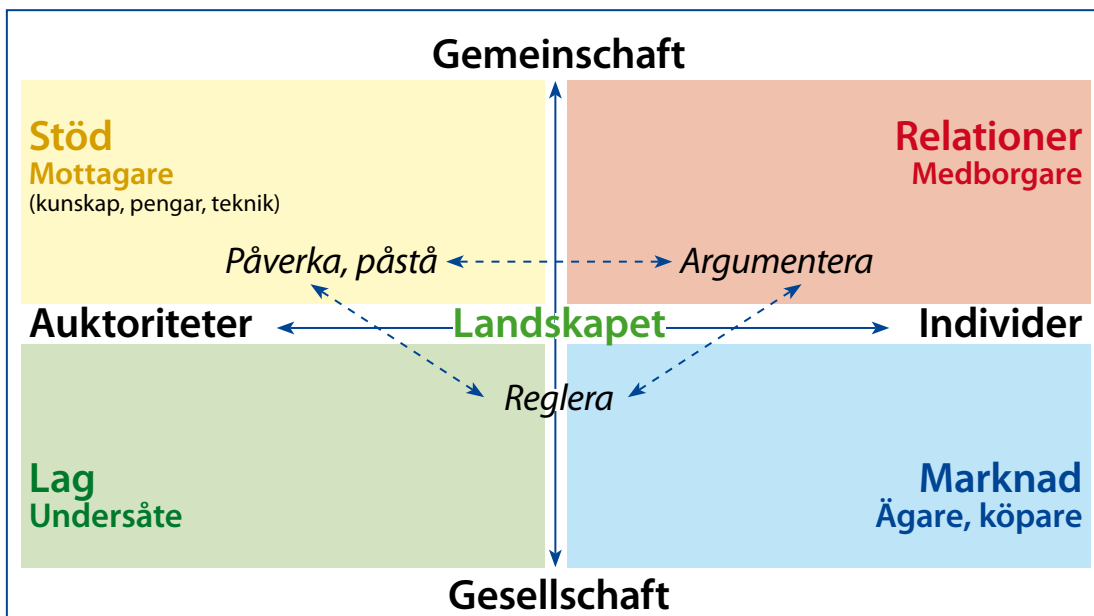 Gemeinschaft
Stöd
Mottagare
(kunskap, pengar, teknik)
Relationer
Medborgare
Påverka, påstå
Argumentera
Auktoriteter
Landskapet
Individer
Reglera
Lag
Undersåte
Marknad
Ägare, köpare
Gesellschaft